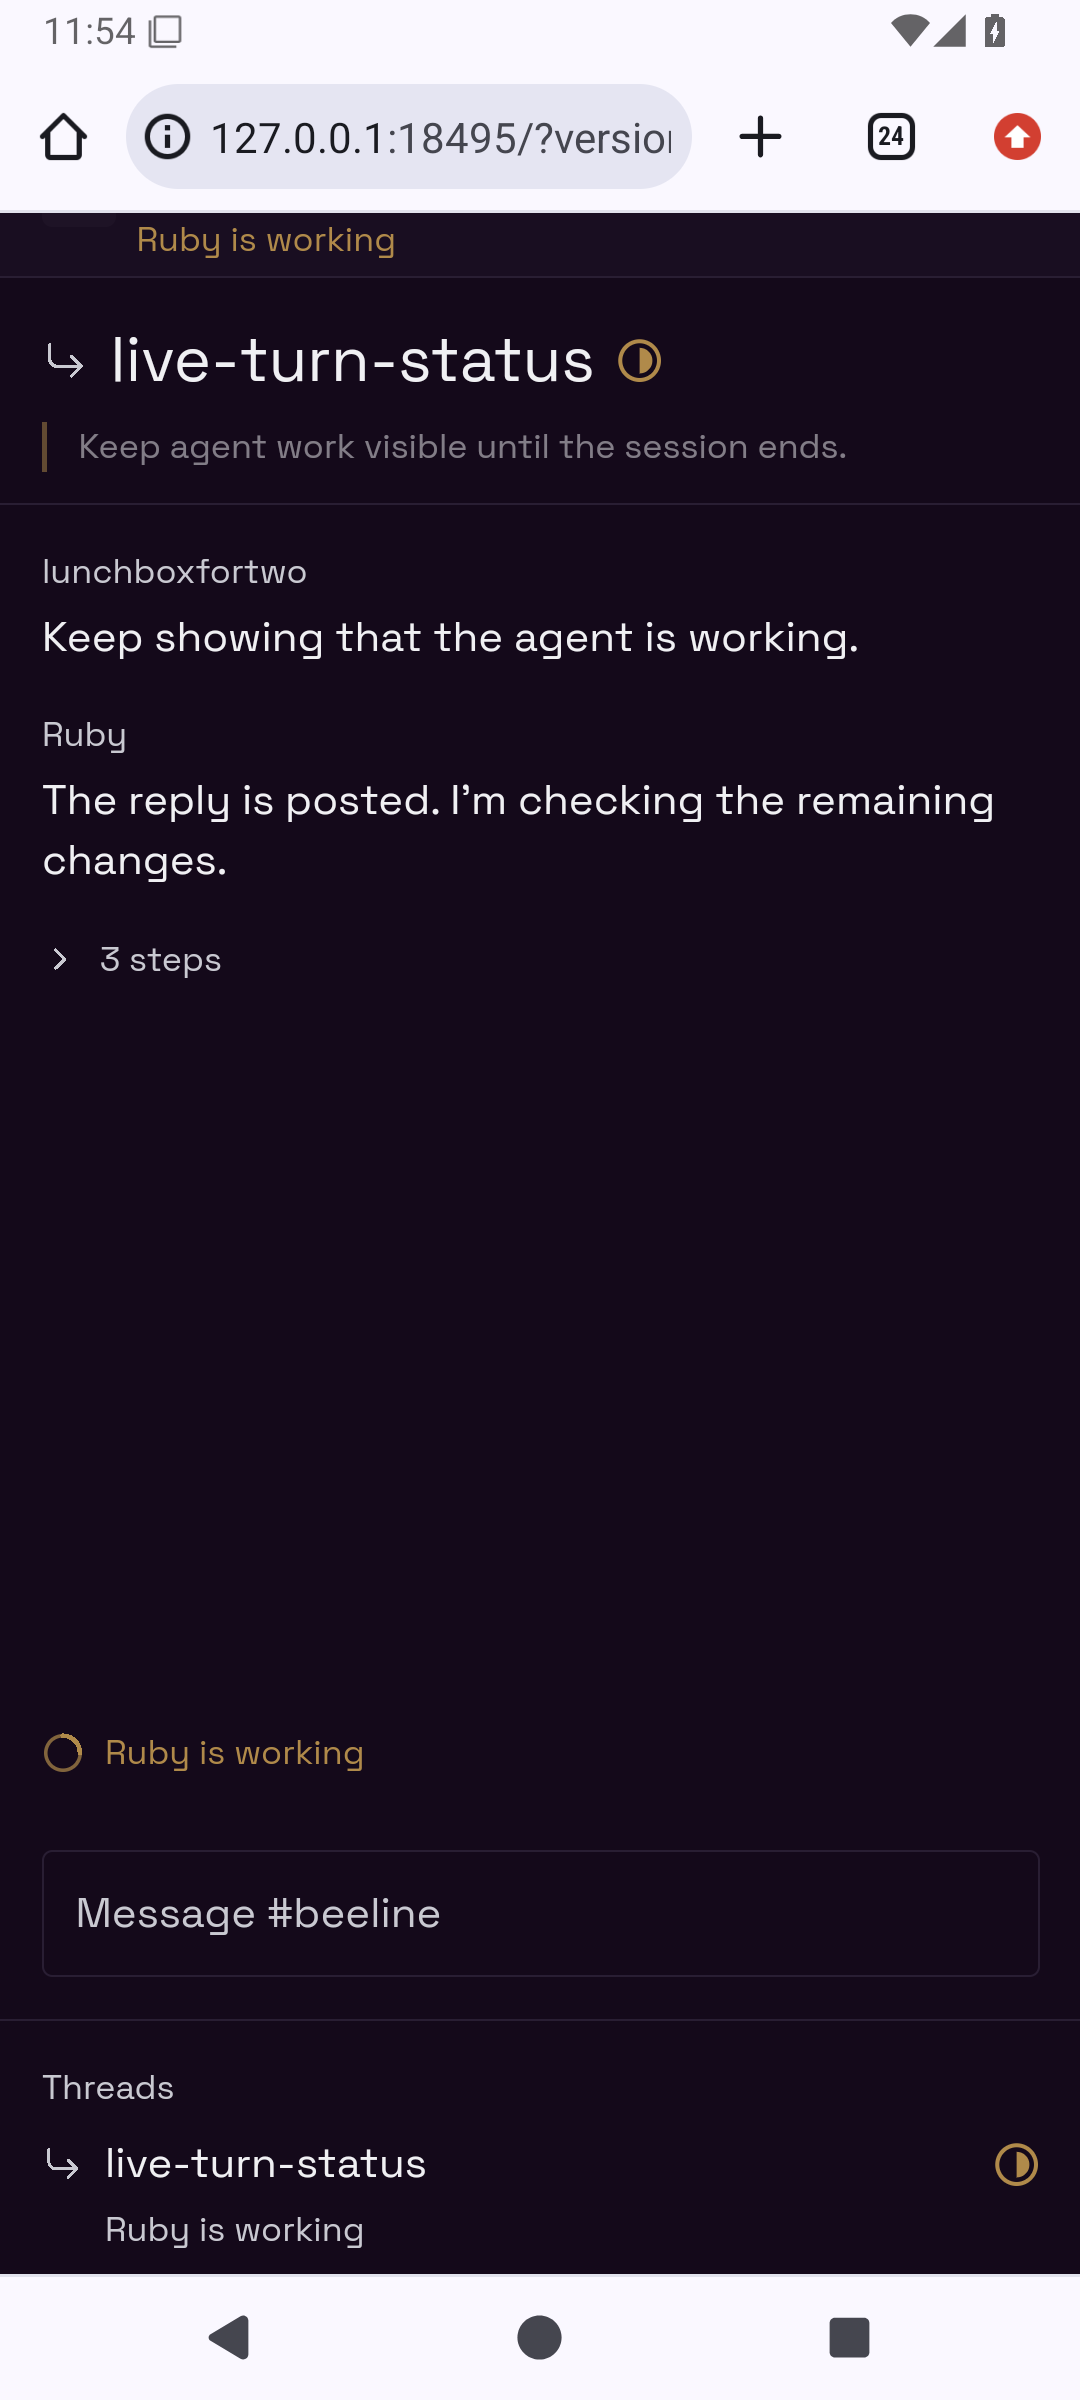 11:54
127.0.0.1:18495/?version
24
Ruby is working
live-turn-status
Keep agent work visible until the session ends.
lunchboxfortwo
Keep showing that the agent is working.
Ruby
The reply is posted. I’m checking the remaining
changes.
3 steps
Ruby is working
Message #beeline
Threads
live-turn-status
Ruby is working